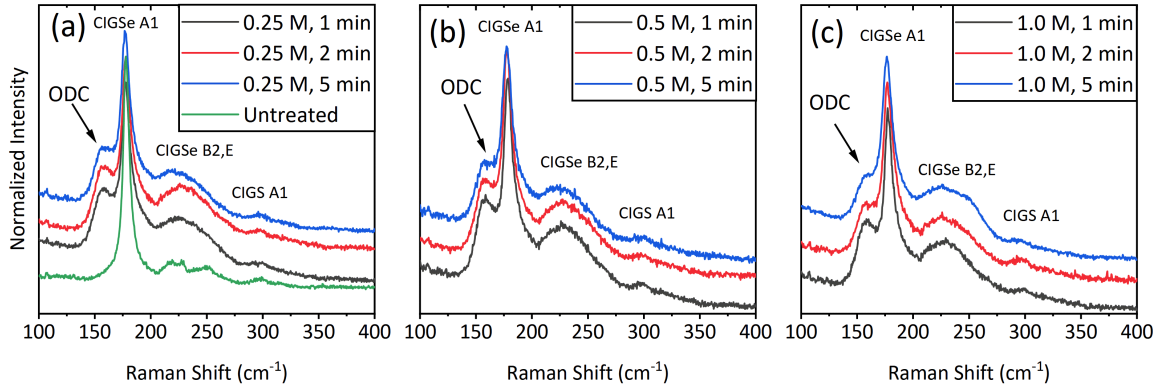 Normalized Intensity
(a)
CIGSe A1
0.25 M, 1 min
0.25 M, 2 min
0.25 M, 5 min
Untreated
ODC
CIGSe B2,E
CIGS A1
100 150 200 250 300 350 400
Raman Shift (cm⁻¹)
(b)
CIGSe A1
0.5 M, 1 min
0.5 M, 2 min
0.5 M, 5 min
ODC
CIGSe B2,E
CIGS A1
100 150 200 250 300 350 400
Raman Shift (cm⁻¹)
(c)
CIGSe A1
1.0 M, 1 min
1.0 M, 2 min
1.0 M, 5 min
ODC
CIGSe B2,E
CIGS A1
100 150 200 250 300 350 400
Raman Shift (cm⁻¹)